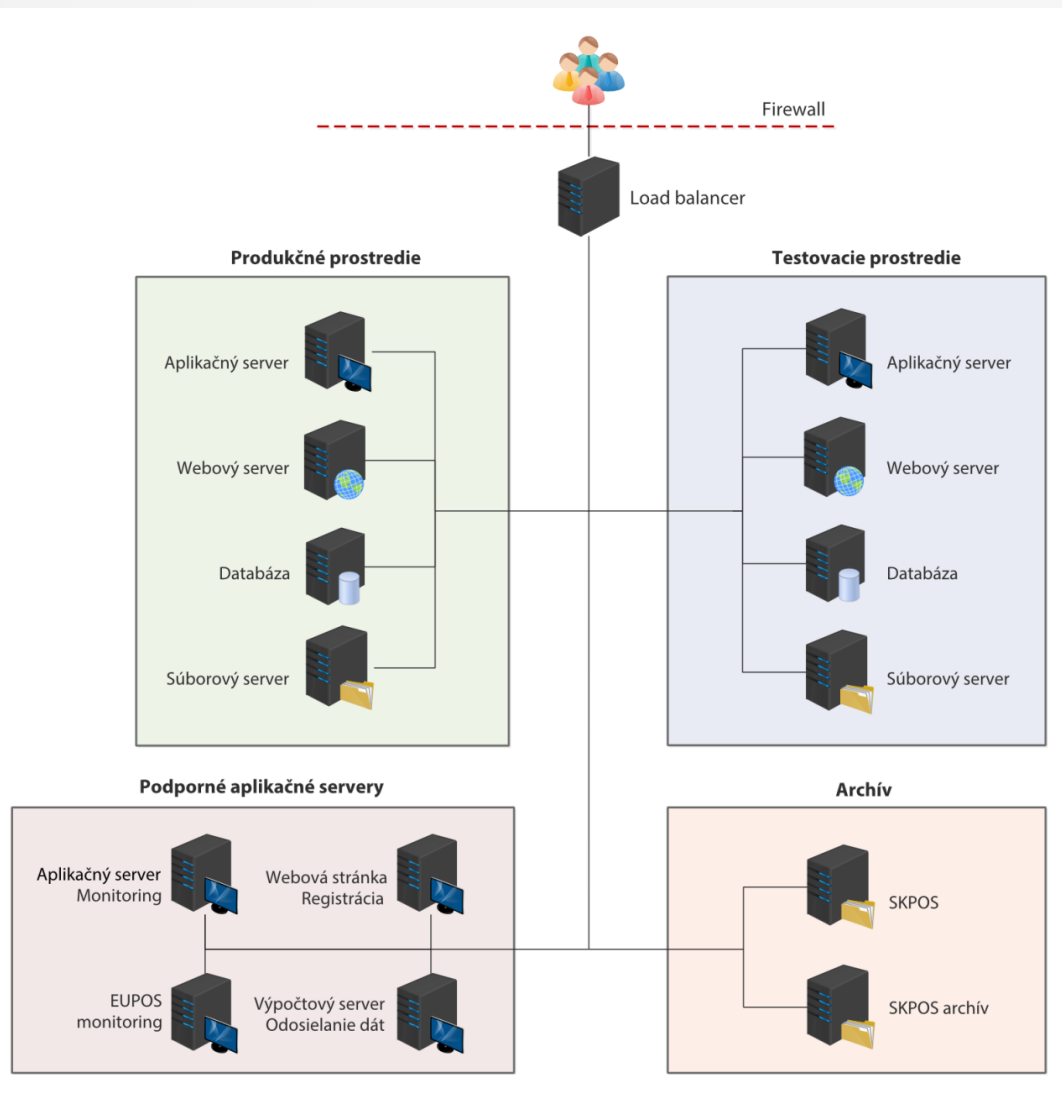 Firewall
Load balancer
Produkčné prostredie
Aplikačný server
Webový server
Databáza
Súborový server
Testovacie prostredie
Aplikačný server
Webový server
Databáza
Súborový server
Podporné aplikačné servery
Aplikačný server
Monitoring
Webová stránka
Registrácia
EUPOS
monitoring
Výpočtový server
Odosielanie dát
Archív
SKPOS
SKPOS archív